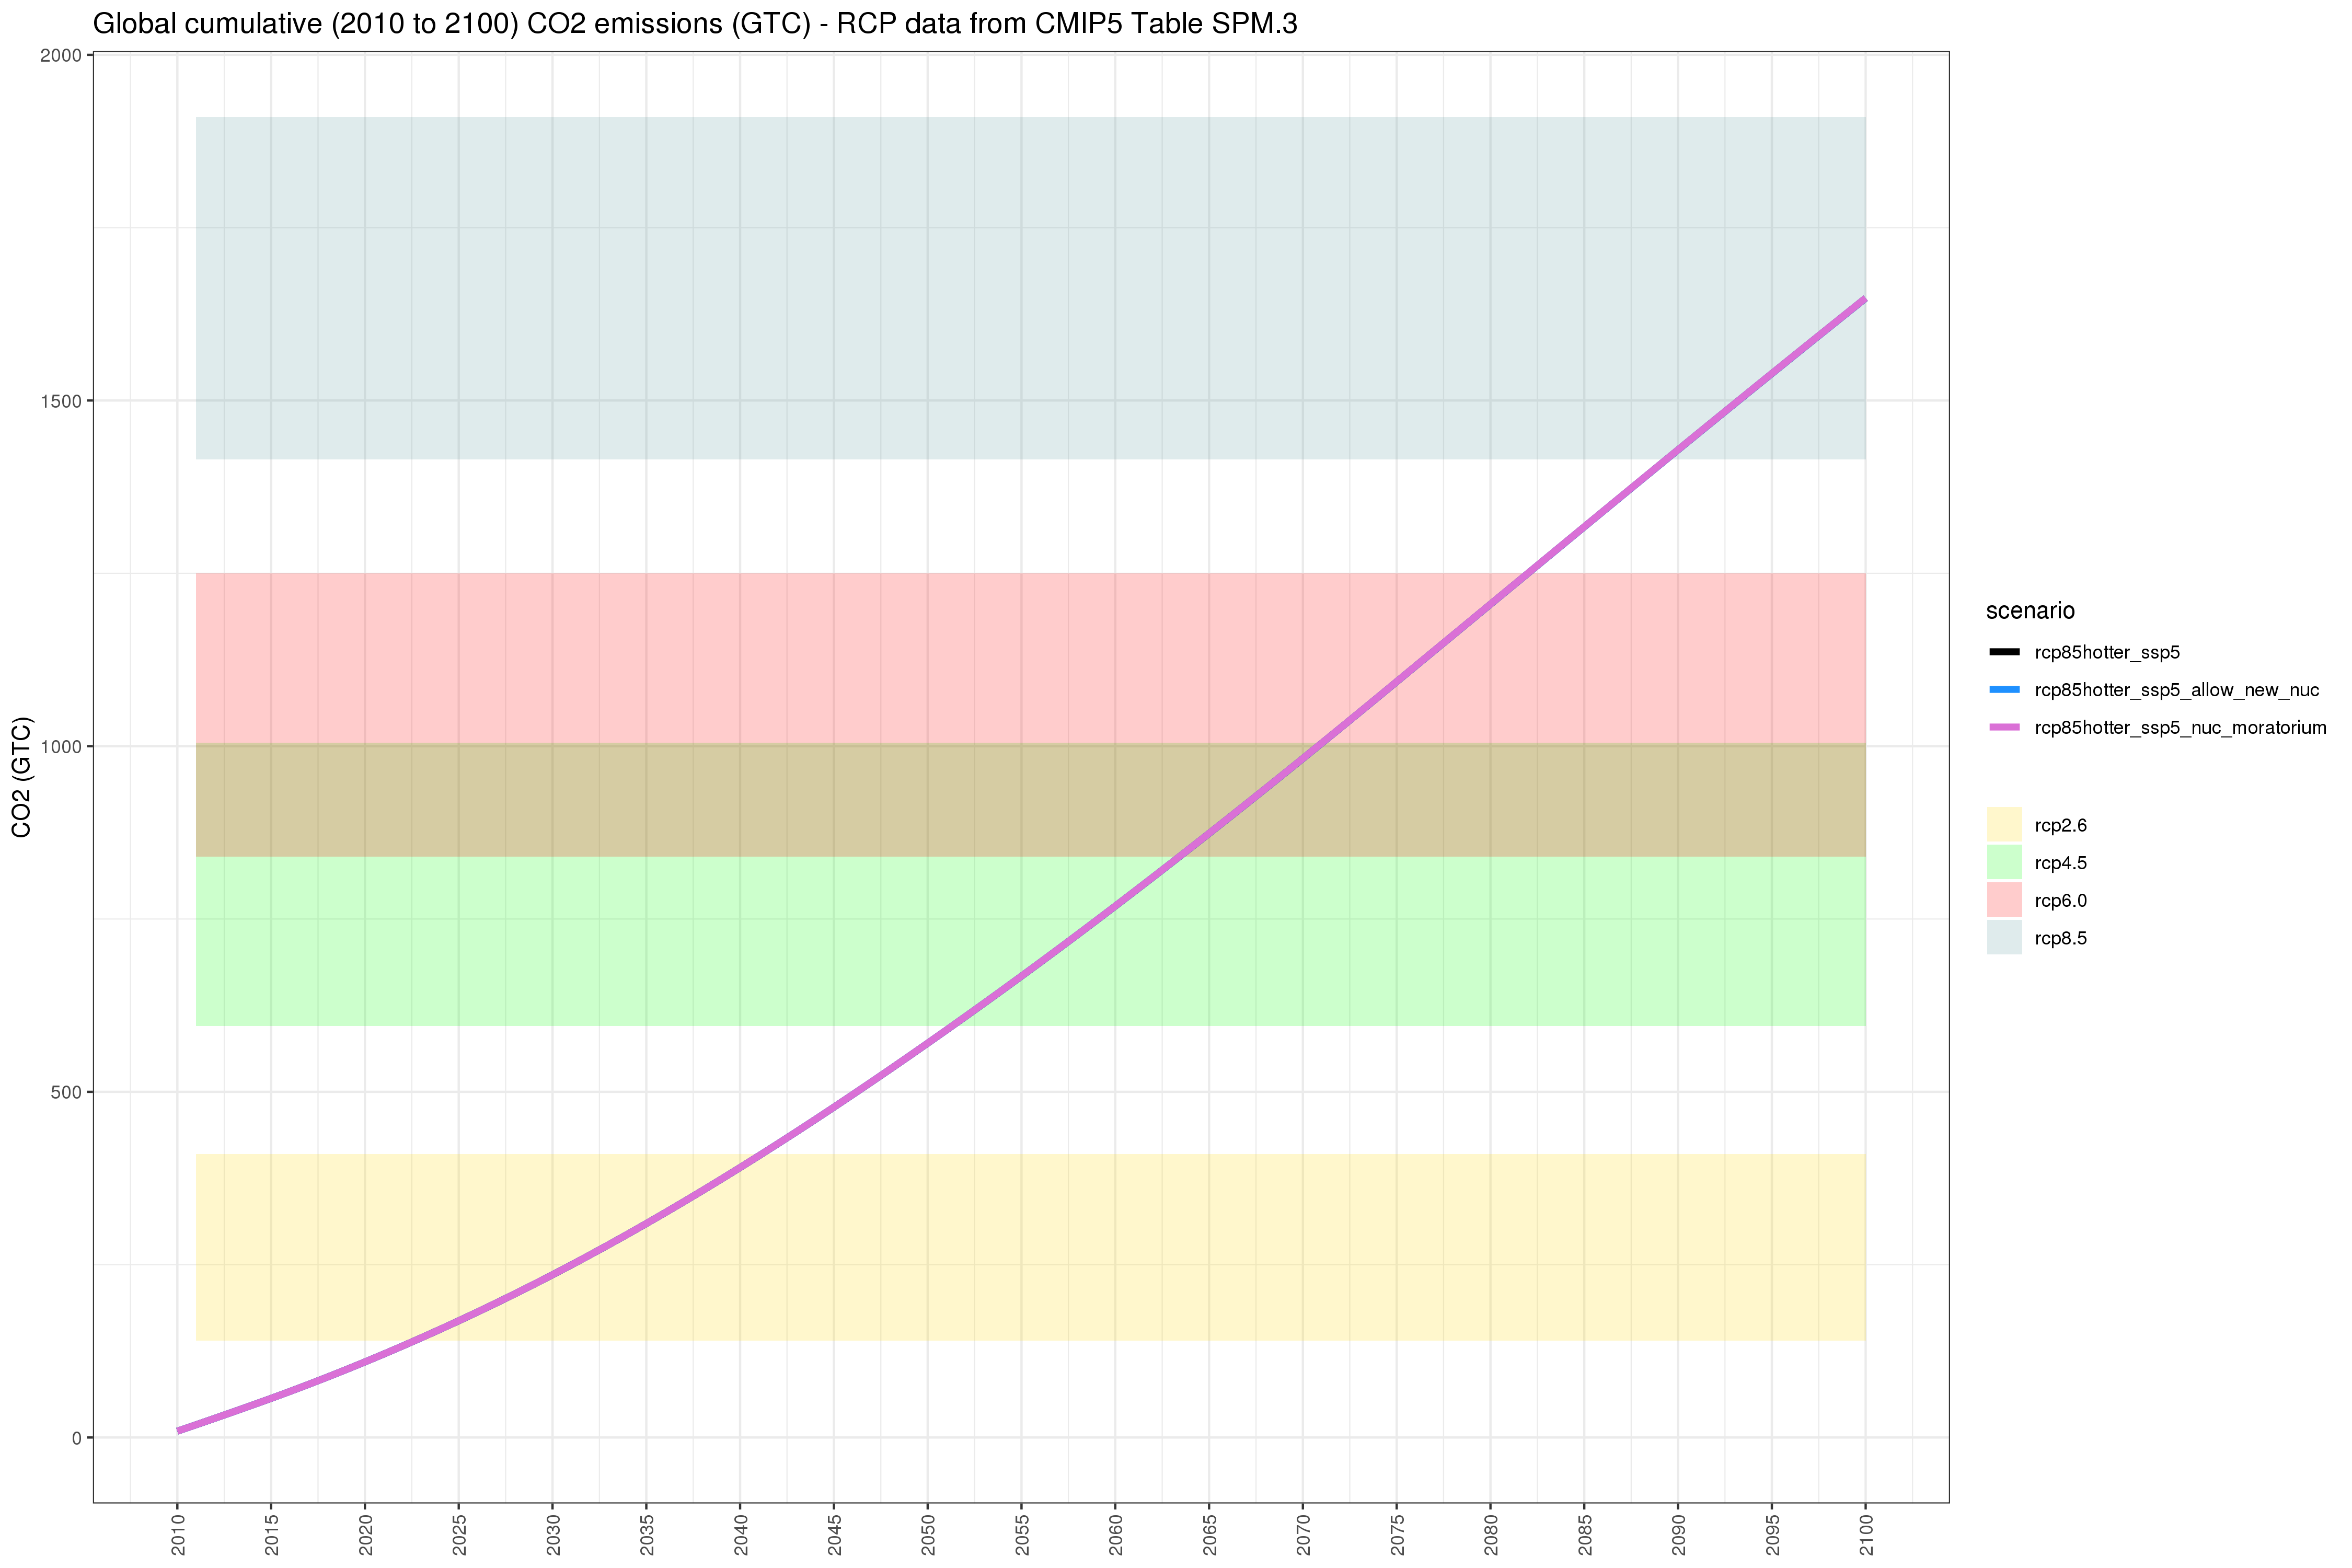 Global cumulative (2010 to 2100) CO2 emissions (GTC) - RCP data from CMIP5 Table SPM.3
CO2 (GTC)
2000
1500
1000
500
0
2010
2015
2020
2025
2030
2035
2040
2045
2050
2055
2060
2065
2070
2075
2080
2085
2090
2095
2100
scenario
rcp85hotter_ssp5
rcp85hotter_ssp5_allow_new_nuc
rcp85hotter_ssp5_nuc_moratorium
rcp2.6
rcp4.5
rcp6.0
rcp8.5